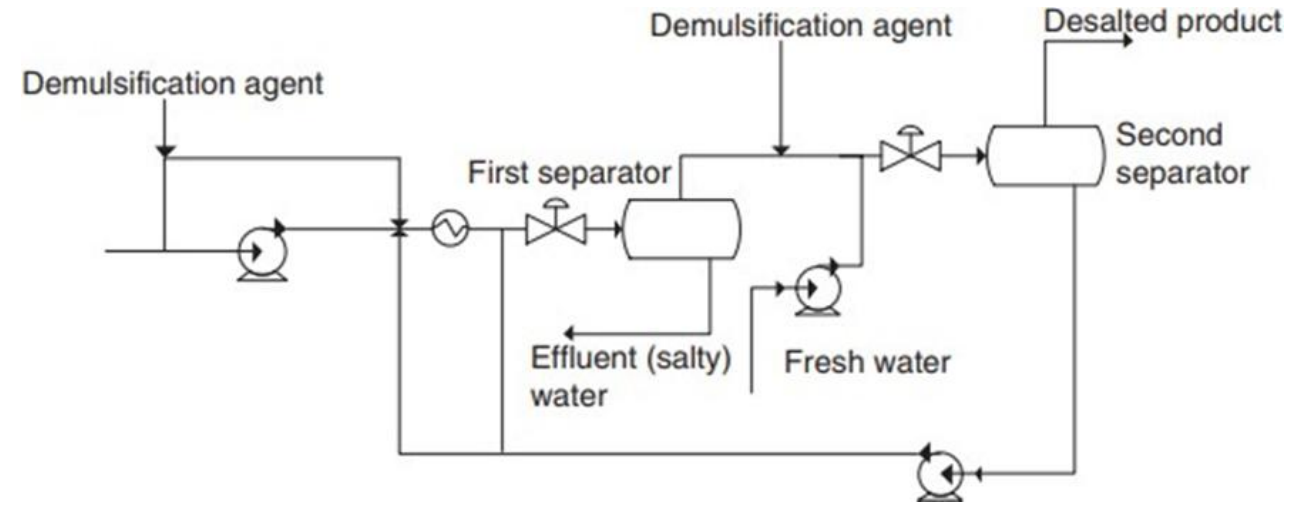 Demulsification agent
Desalted product
Demulsification agent
Second
separator
First separator
Effluent (salty)
water
Fresh water